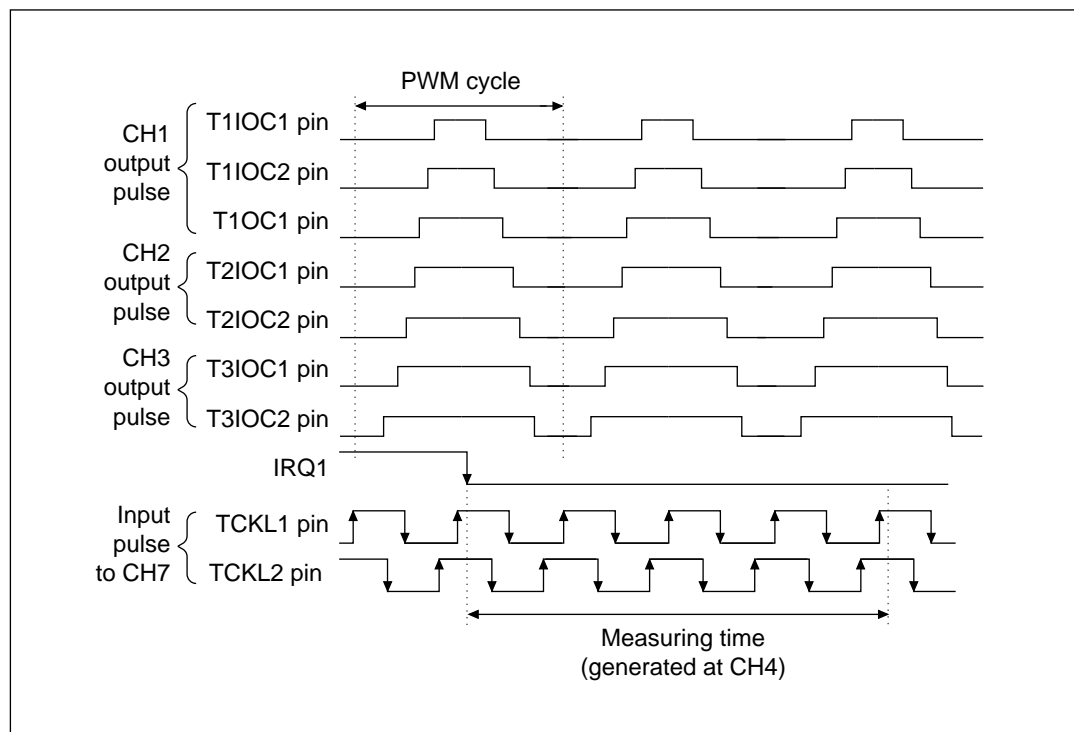 PWM cycle
CH1
output
pulse
T1IOC1 pin
T1IOC2 pin
T1OC1 pin
CH2
output
pulse
T2IOC1 pin
T2IOC2 pin
CH3
output
pulse
T3IOC1 pin
T3IOC2 pin
IRQ1
Input
pulse
to CH7
TCKL1 pin
TCKL2 pin
Measuring time
(generated at CH4)